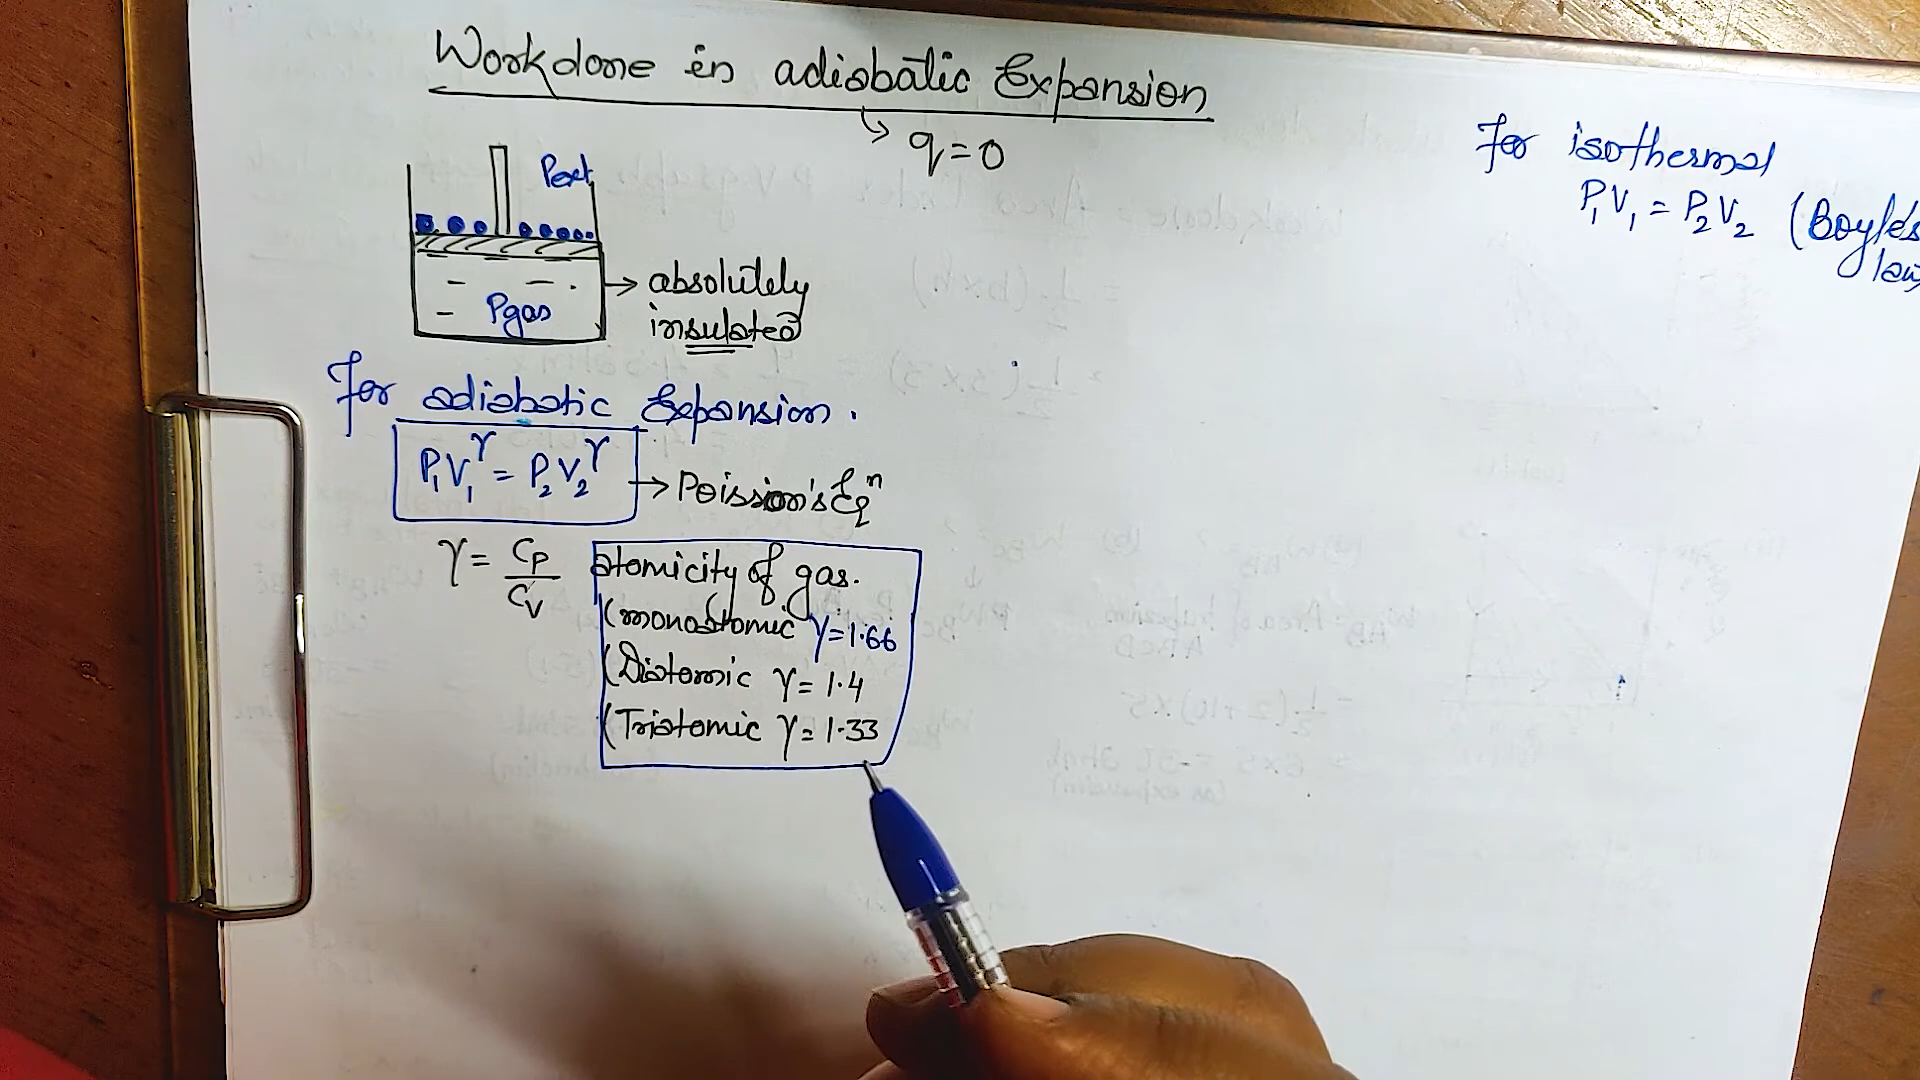 Workdone in adiabatic Expansion
↳ q=0
For isothermal
P₁V₁ = P₂V₂ (Boyle's
law
Pext
Pgas
→ absolutely
insulated
For adiabatic Expansion.
P₁V₁^γ = P₂V₂^γ → Poission's Eqⁿ
γ = Cp/Cv
atomicity of gas.
(monoatomic γ=1.66
(Diatomic γ= 1.4
(Triatomic γ= 1.33